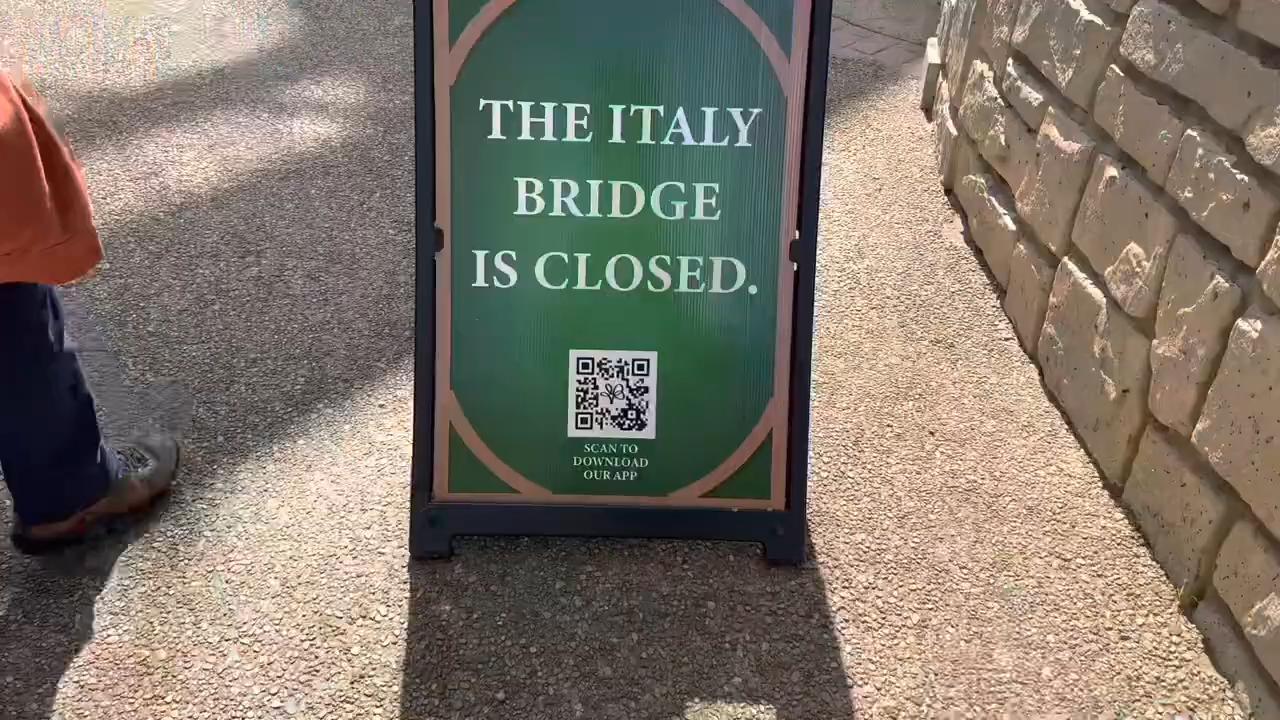 THE ITALY
BRIDGE
IS CLOSED.
SCAN TO
DOWNLOAD
OUR APP